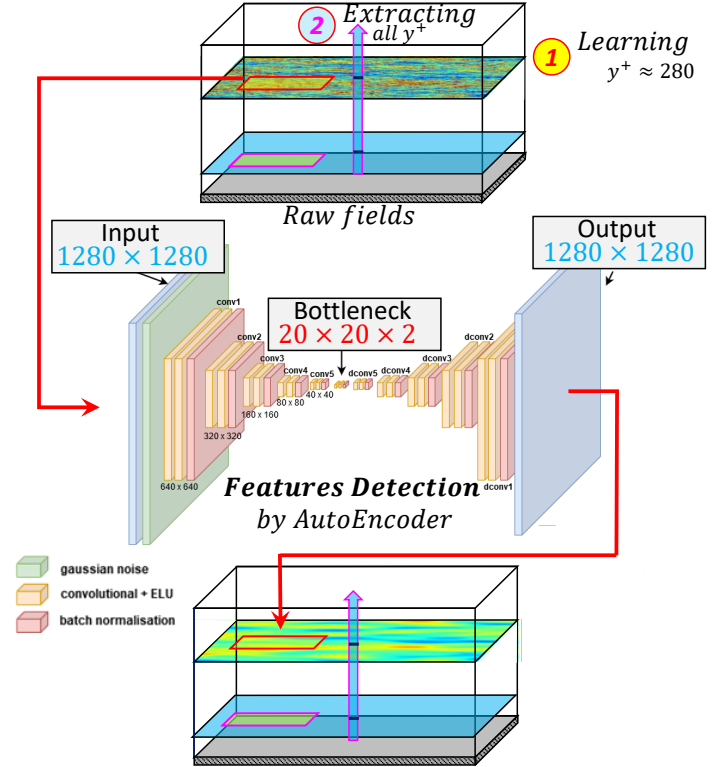 2
Extracting
all y⁺
1
Learning
y⁺ ≈ 280
Raw fields
Input
1280 × 1280
Output
1280 × 1280
Bottleneck
20 × 20 × 2
conv1
conv2
conv3
conv4
conv5
dconv5
dconv4
dconv3
dconv2
40 x 40
80 x 80
160 x 160
320 x 320
640 x 640
dconv1
Features Detection
by AutoEncoder
gaussian noise
convolutional + ELU
batch normalisation